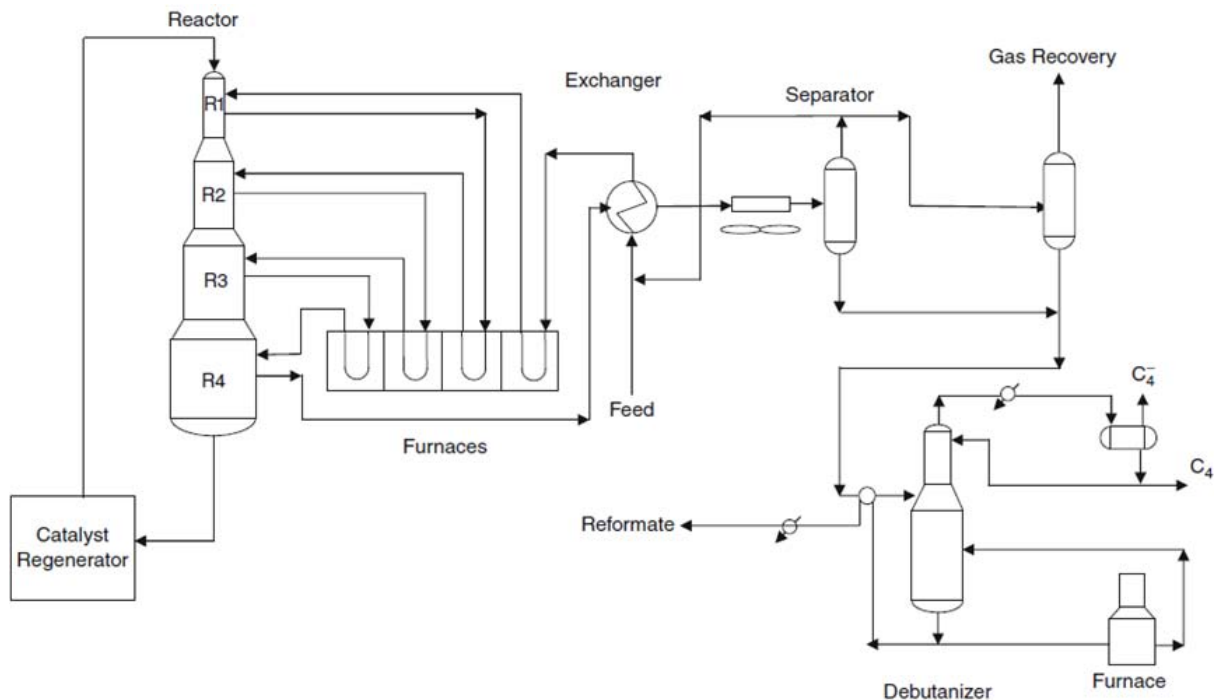 Reactor
Gas Recovery
Exchanger
Separator
R1
R2
R3
R4
Feed
Furnaces
C₄⁻
C₄
Catalyst
Regenerator
Reformate
Furnace
Debutanizer